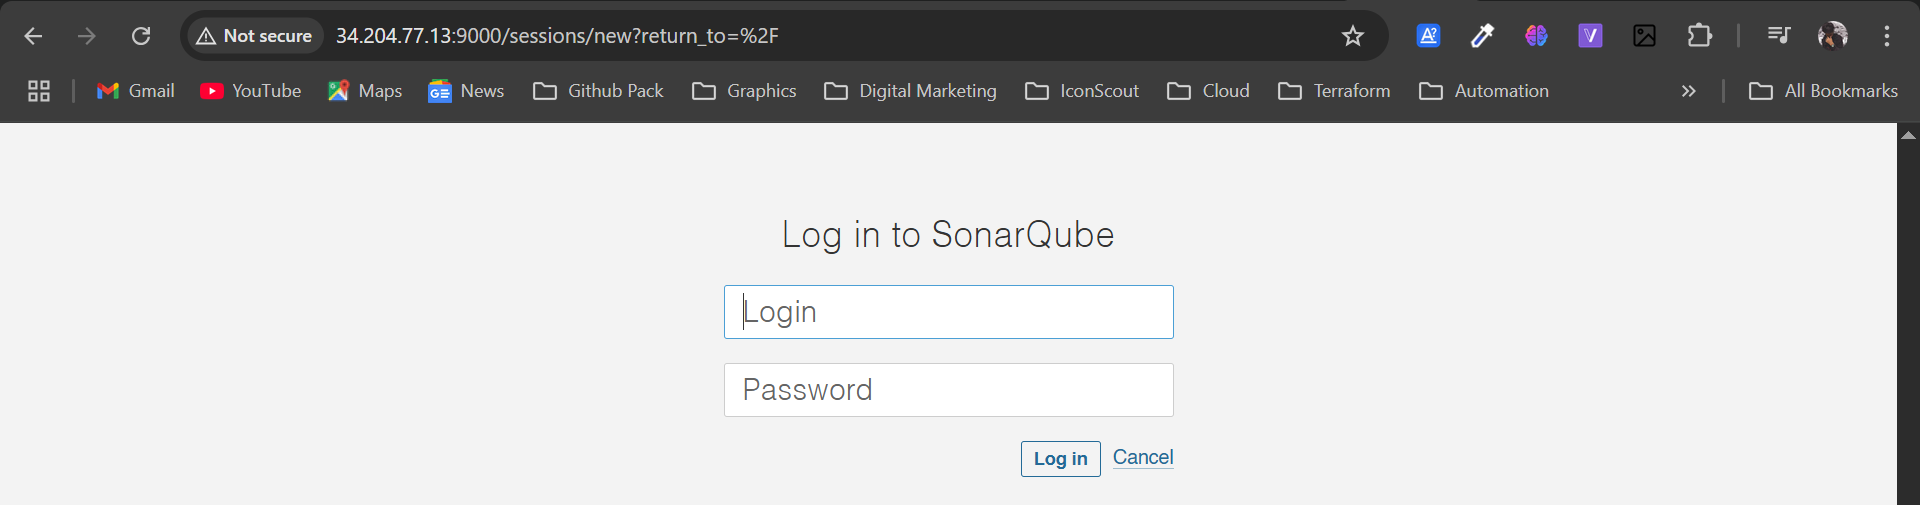 Not secure 34.204.77.13:9000/sessions/new?return_to=%2F
Gmail YouTube Maps News Github Pack Graphics Digital Marketing IconScout Cloud Terraform Automation » All Bookmarks
Log in to SonarQube
Login
Password
Log in Cancel